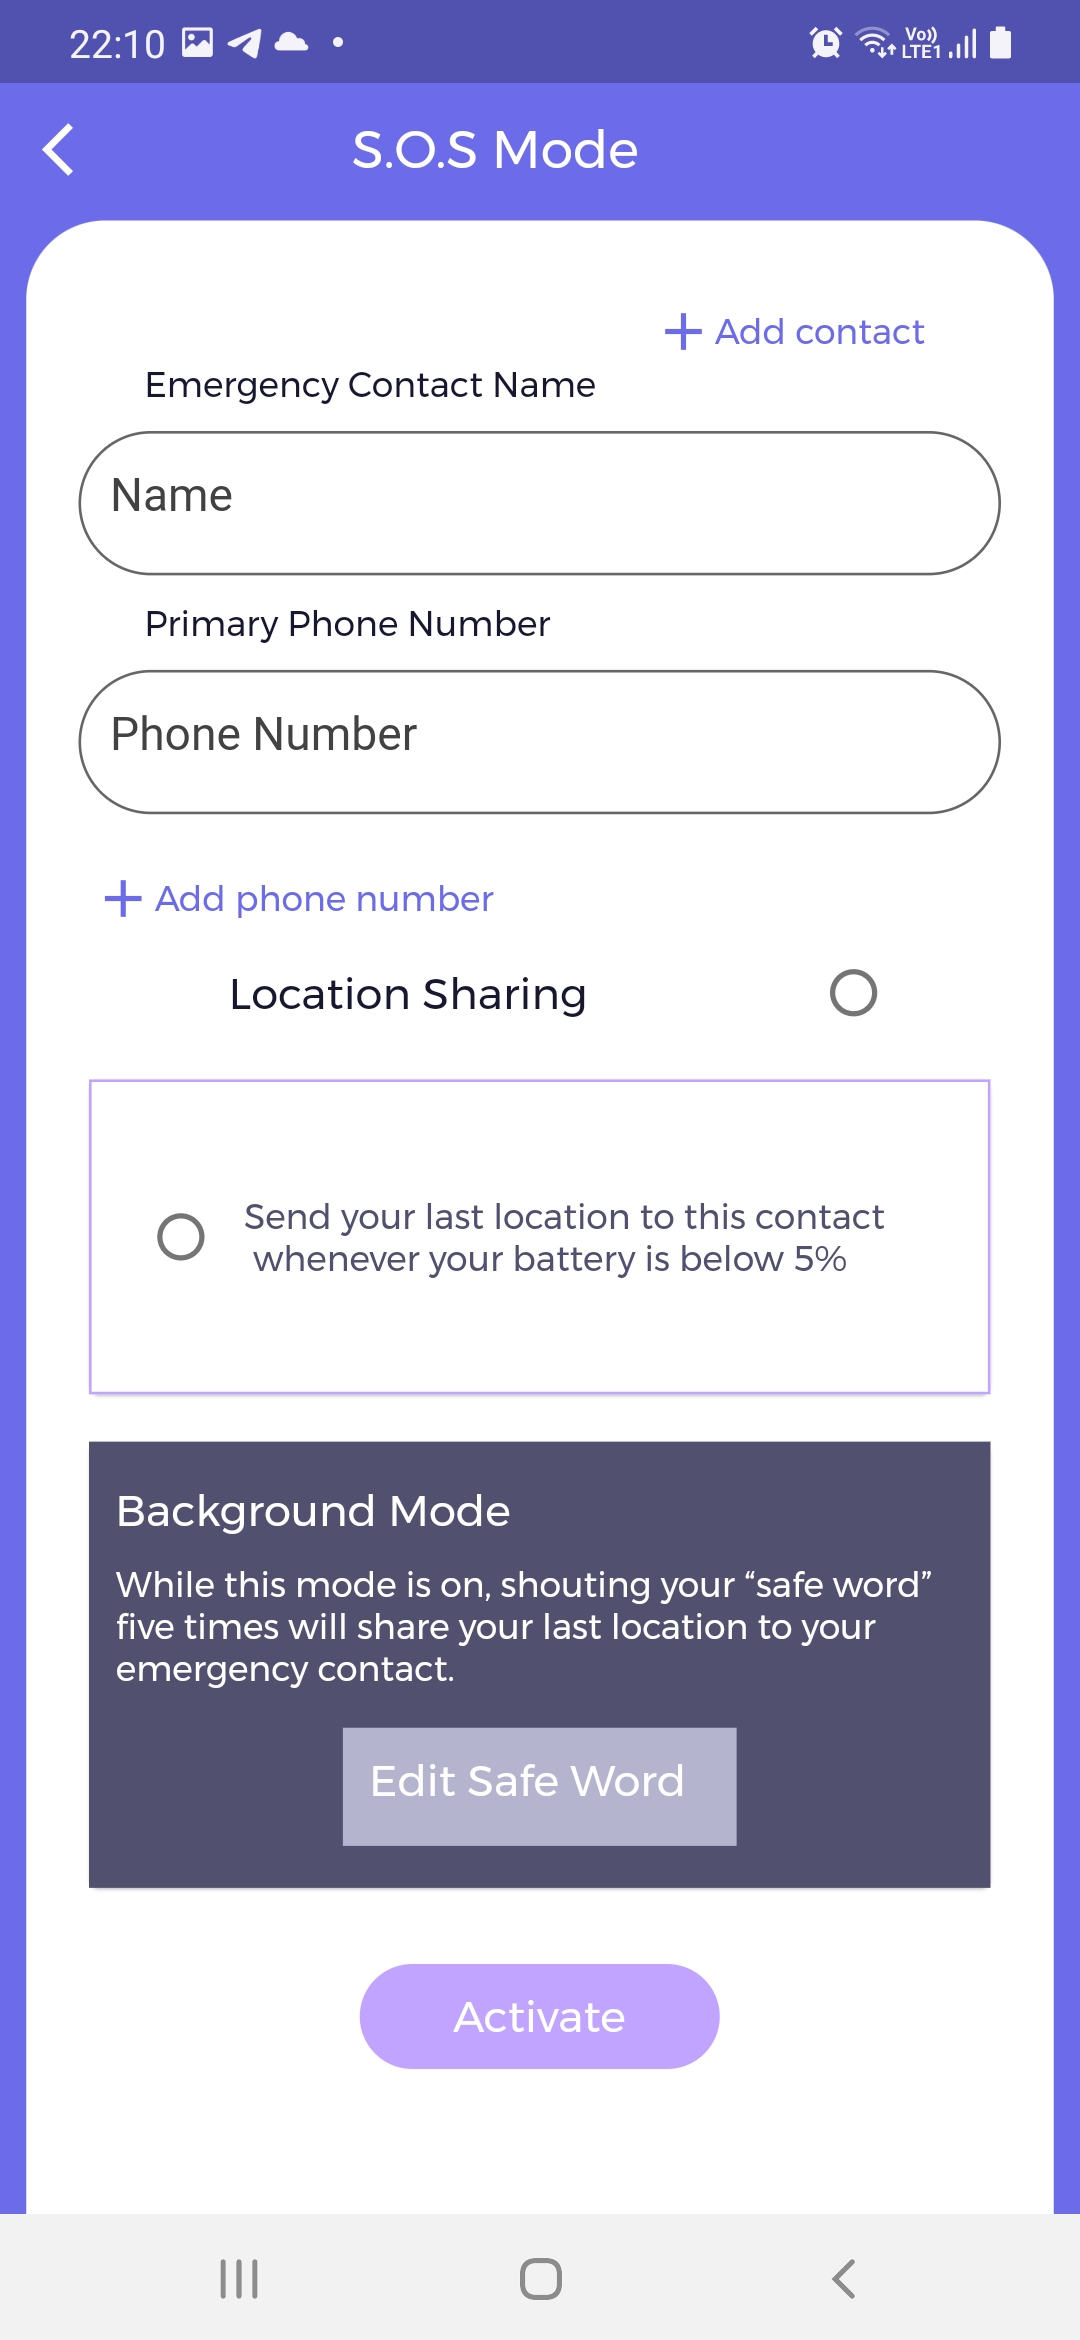 22:10
Vo))
LTE1
S.O.S Mode
Add contact
Emergency Contact Name
Name
Primary Phone Number
Phone Number
Add phone number
Location Sharing
Send your last location to this contact
whenever your battery is below 5%
Background Mode
While this mode is on, shouting your “safe word”
five times will share your last location to your
emergency contact.
Edit Safe Word
Activate